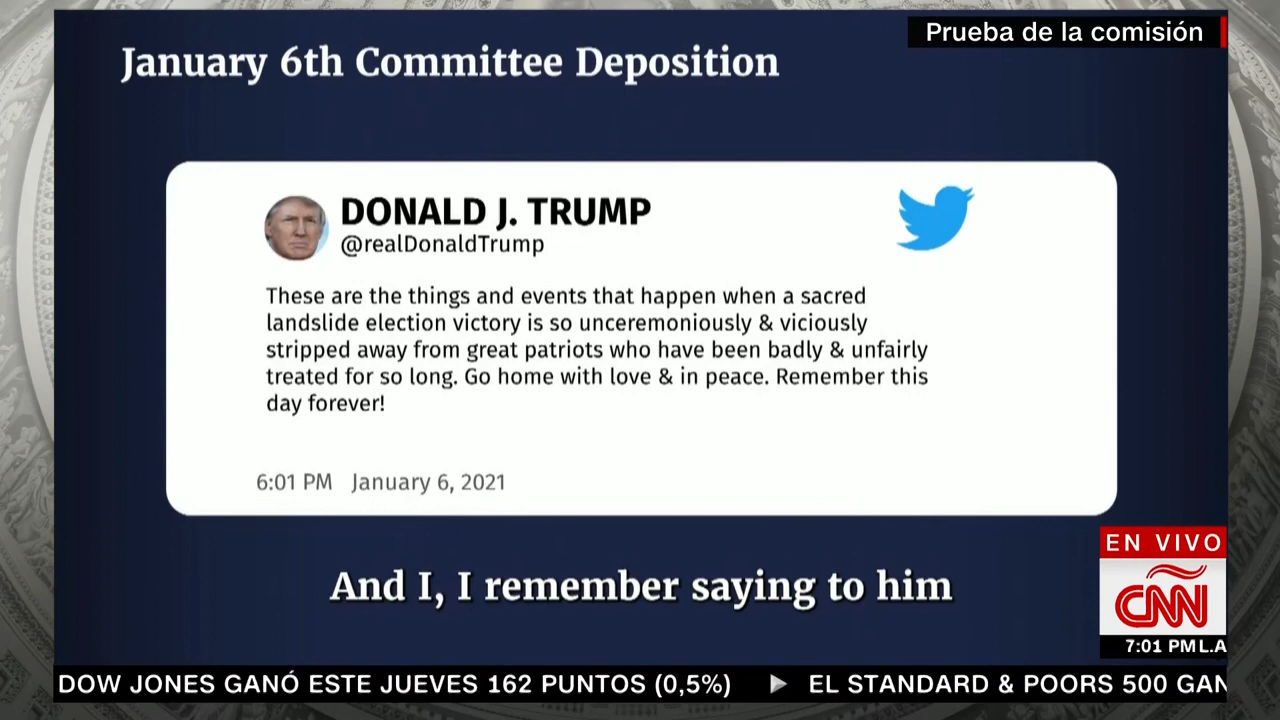 Prueba de la comisión
January 6th Committee Deposition
DONALD J. TRUMP
@realDonaldTrump
These are the things and events that happen when a sacred
landslide election victory is so unceremoniously & viciously
stripped away from great patriots who have been badly & unfairly
treated for so long. Go home with love & in peace. Remember this
day forever!
6:01 PM January 6, 2021
And I, I remember saying to him
EN VIVO
CNN
7:01 PM L.A
DOW JONES GANÓ ESTE JUEVES 162 PUNTOS (0,5%) EL STANDARD & POORS 500 GAN